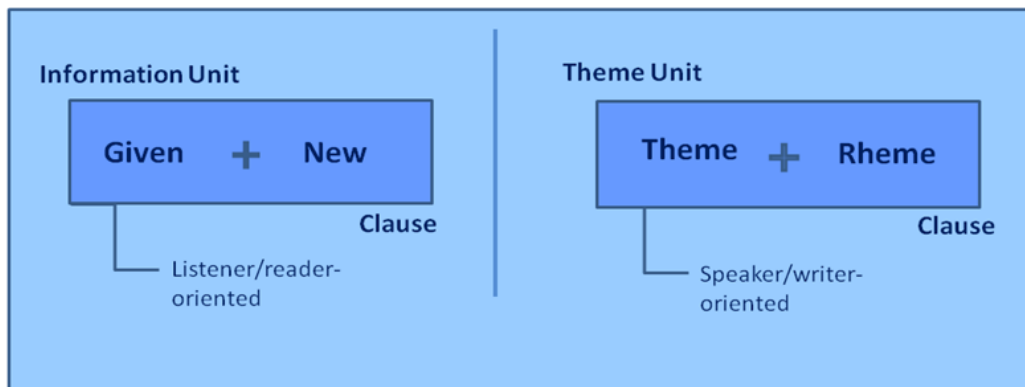 Information Unit
Given + New
Clause
Listener/reader-
oriented
Theme Unit
Theme + Rheme
Clause
Speaker/writer-
oriented